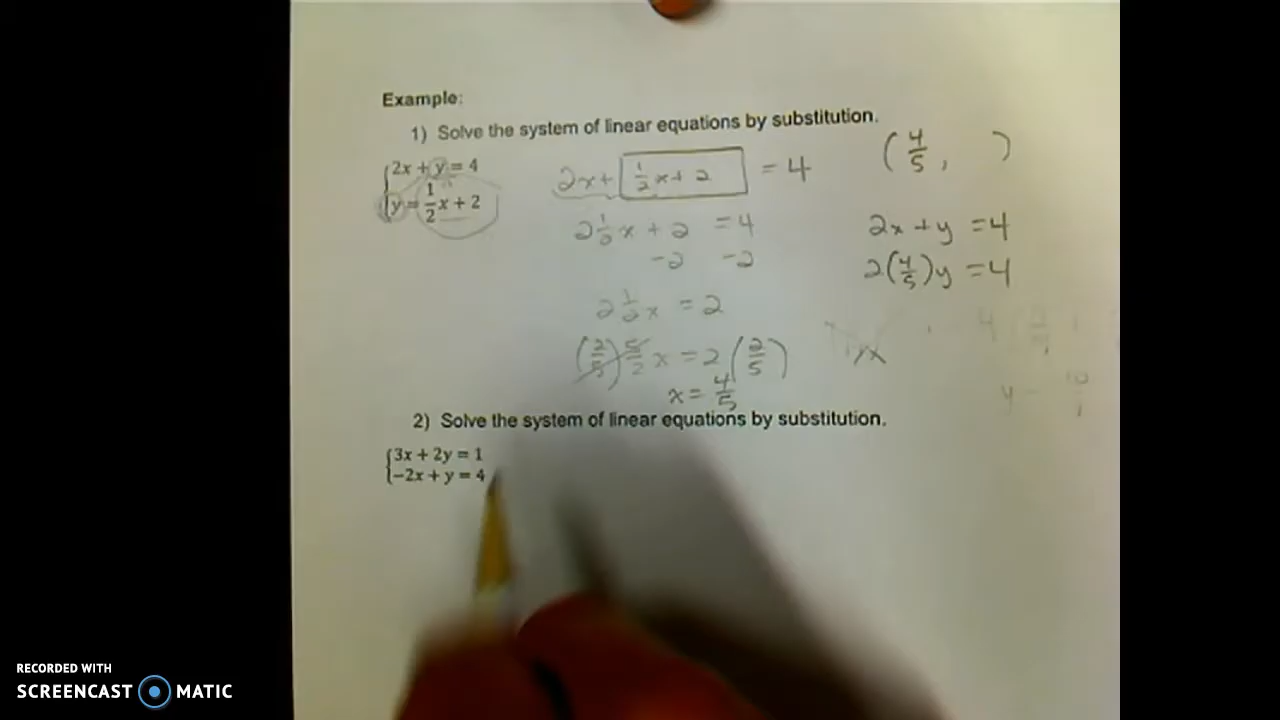 Example:
1) Solve the system of linear equations by substitution.
2x + y = 4
y = 1/2 x + 2
2x + 1/2 x + 2 = 4
2 1/2 x + 2 = 4
-2 -2
2 1/2 x = 2
(2/5) 5/2 x = 2 (2/5)
x = 4/5
(4/5, )
2x + y = 4
2(4/5) y = 4
2) Solve the system of linear equations by substitution.
3x + 2y = 1
-2x + y = 4
RECORDED WITH
SCREENCAST MATIC